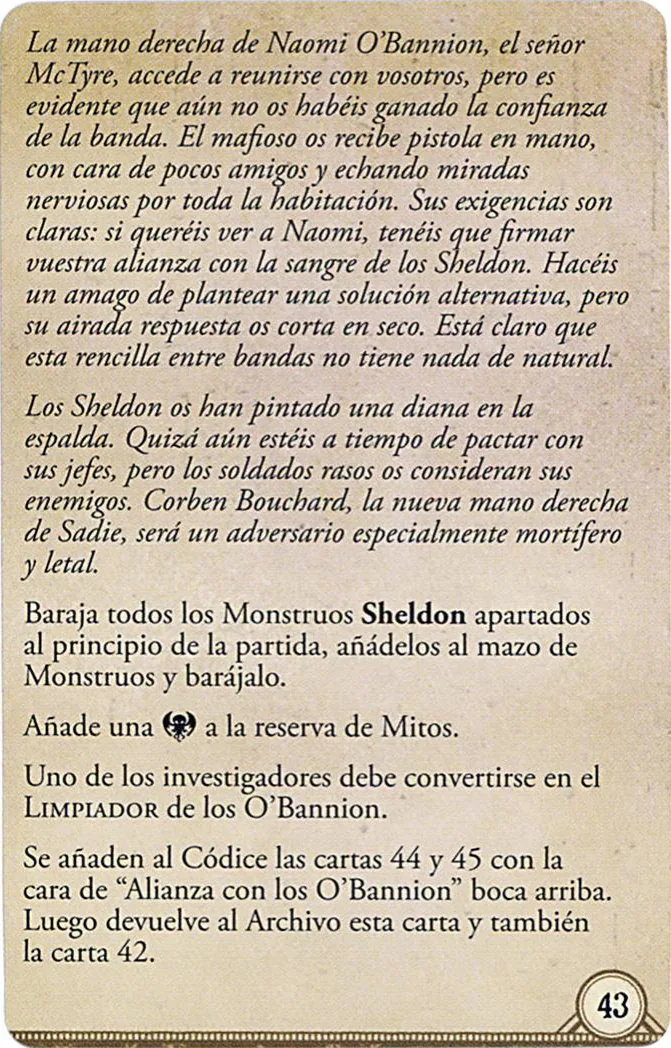 La mano derecha de Naomi O'Bannion, el señor
McTyre, accede a reunirse con vosotros, pero es
evidente que aún no os habéis ganado la confianza
de la banda. El mafioso os recibe pistola en mano,
con cara de pocos amigos y echando miradas
nerviosas por toda la habitación. Sus exigencias son
claras: si queréis ver a Naomi, tenéis que firmar
vuestra alianza con la sangre de los Sheldon. Hacéis
un amago de plantear una solución alternativa, pero
su airada respuesta os corta en seco. Está claro que
esta rencilla entre bandas no tiene nada de natural.
Los Sheldon os han pintado una diana en la
espalda. Quizá aún estéis a tiempo de pactar con
sus jefes, pero los soldados rasos os consideran sus
enemigos. Corben Bouchard, la nueva mano derecha
de Sadie, será un adversario especialmente mortífero
y letal.
Baraja todos los Monstruos Sheldon apartados
al principio de la partida, añádelos al mazo de
Monstruos y barájalo.
Añade una a la reserva de Mitos.
Uno de los investigadores debe convertirse en el
LIMPIADOR de los O'Bannion.
Se añaden al Códice las cartas 44 y 45 con la
cara de "Alianza con los O'Bannion" boca arriba.
Luego devuelve al Archivo esta carta y también
la carta 42.
43